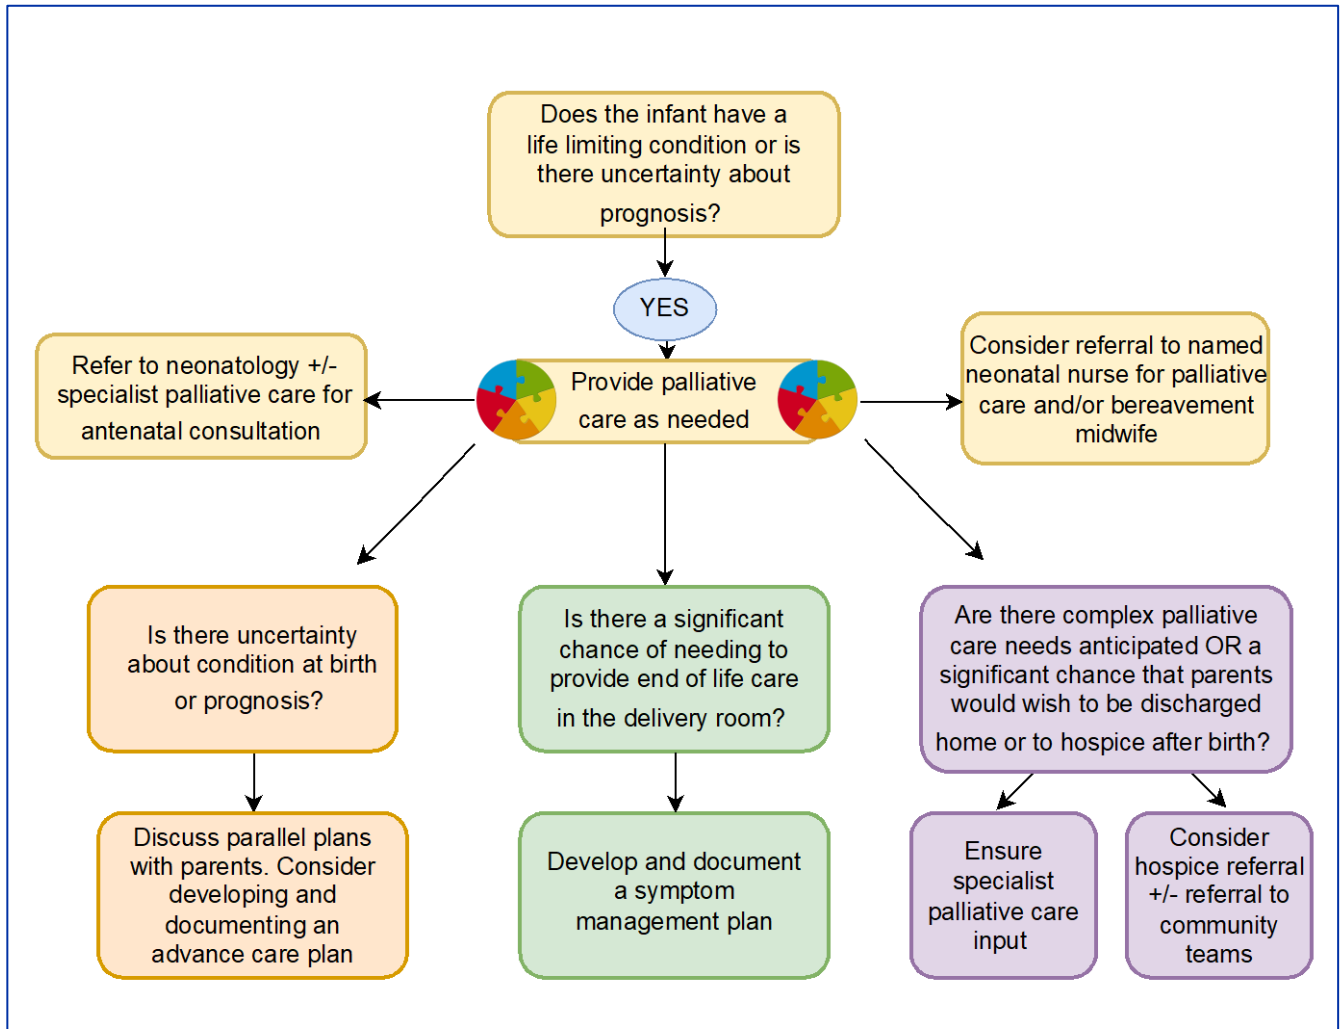 Does the infant have a
life limiting condition or is
there uncertainty about
prognosis?
YES
Refer to neonatology +/-
specialist palliative care for
antenatal consultation
Provide palliative
care as needed
Consider referral to named
neonatal nurse for palliative
care and/or bereavement
midwife
Is there uncertainty
about condition at birth
or prognosis?
Is there a significant
chance of needing to
provide end of life care
in the delivery room?
Are there complex palliative
care needs anticipated OR a
significant chance that parents
would wish to be discharged
home or to hospice after birth?
Discuss parallel plans
with parents. Consider
developing and
documenting an
advance care plan
Develop and document
a symptom
management plan
Ensure
specialist
palliative care
input
Consider
hospice referral
+/- referral to
community
teams